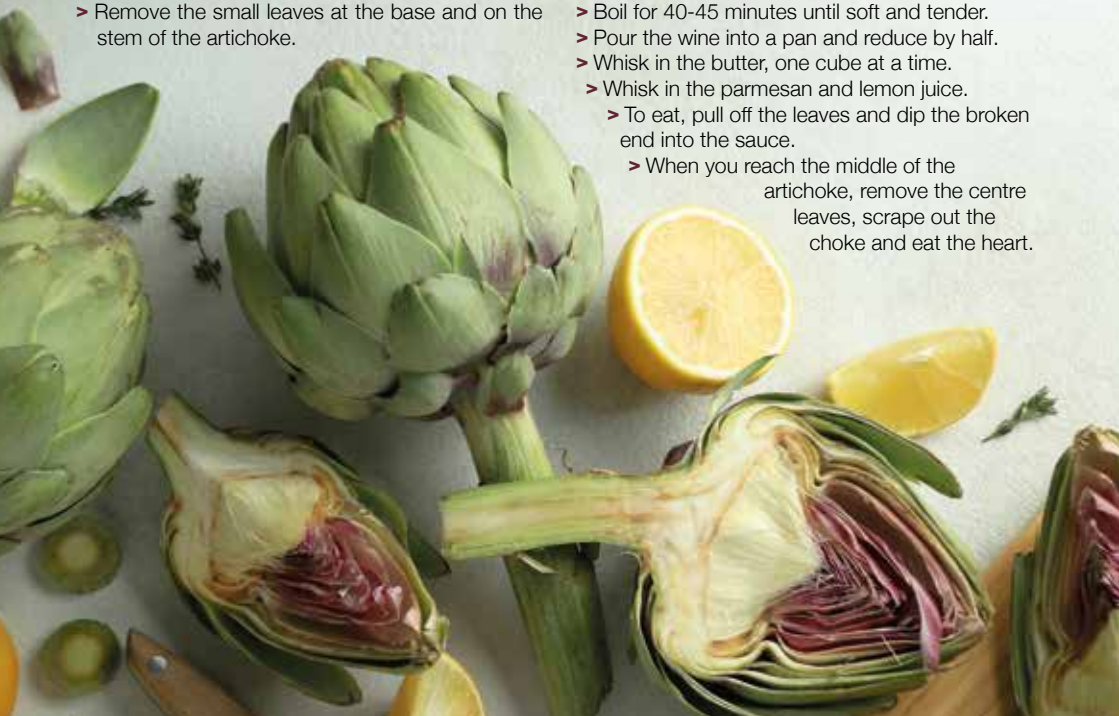 > Remove the small leaves at the base and on the
stem of the artichoke.
> Boil for 40-45 minutes until soft and tender.
> Pour the wine into a pan and reduce by half.
> Whisk in the butter, one cube at a time.
> Whisk in the parmesan and lemon juice.
> To eat, pull off the leaves and dip the broken
end into the sauce.
> When you reach the middle of the
artichoke, remove the centre
leaves, scrape out the
choke and eat the heart.